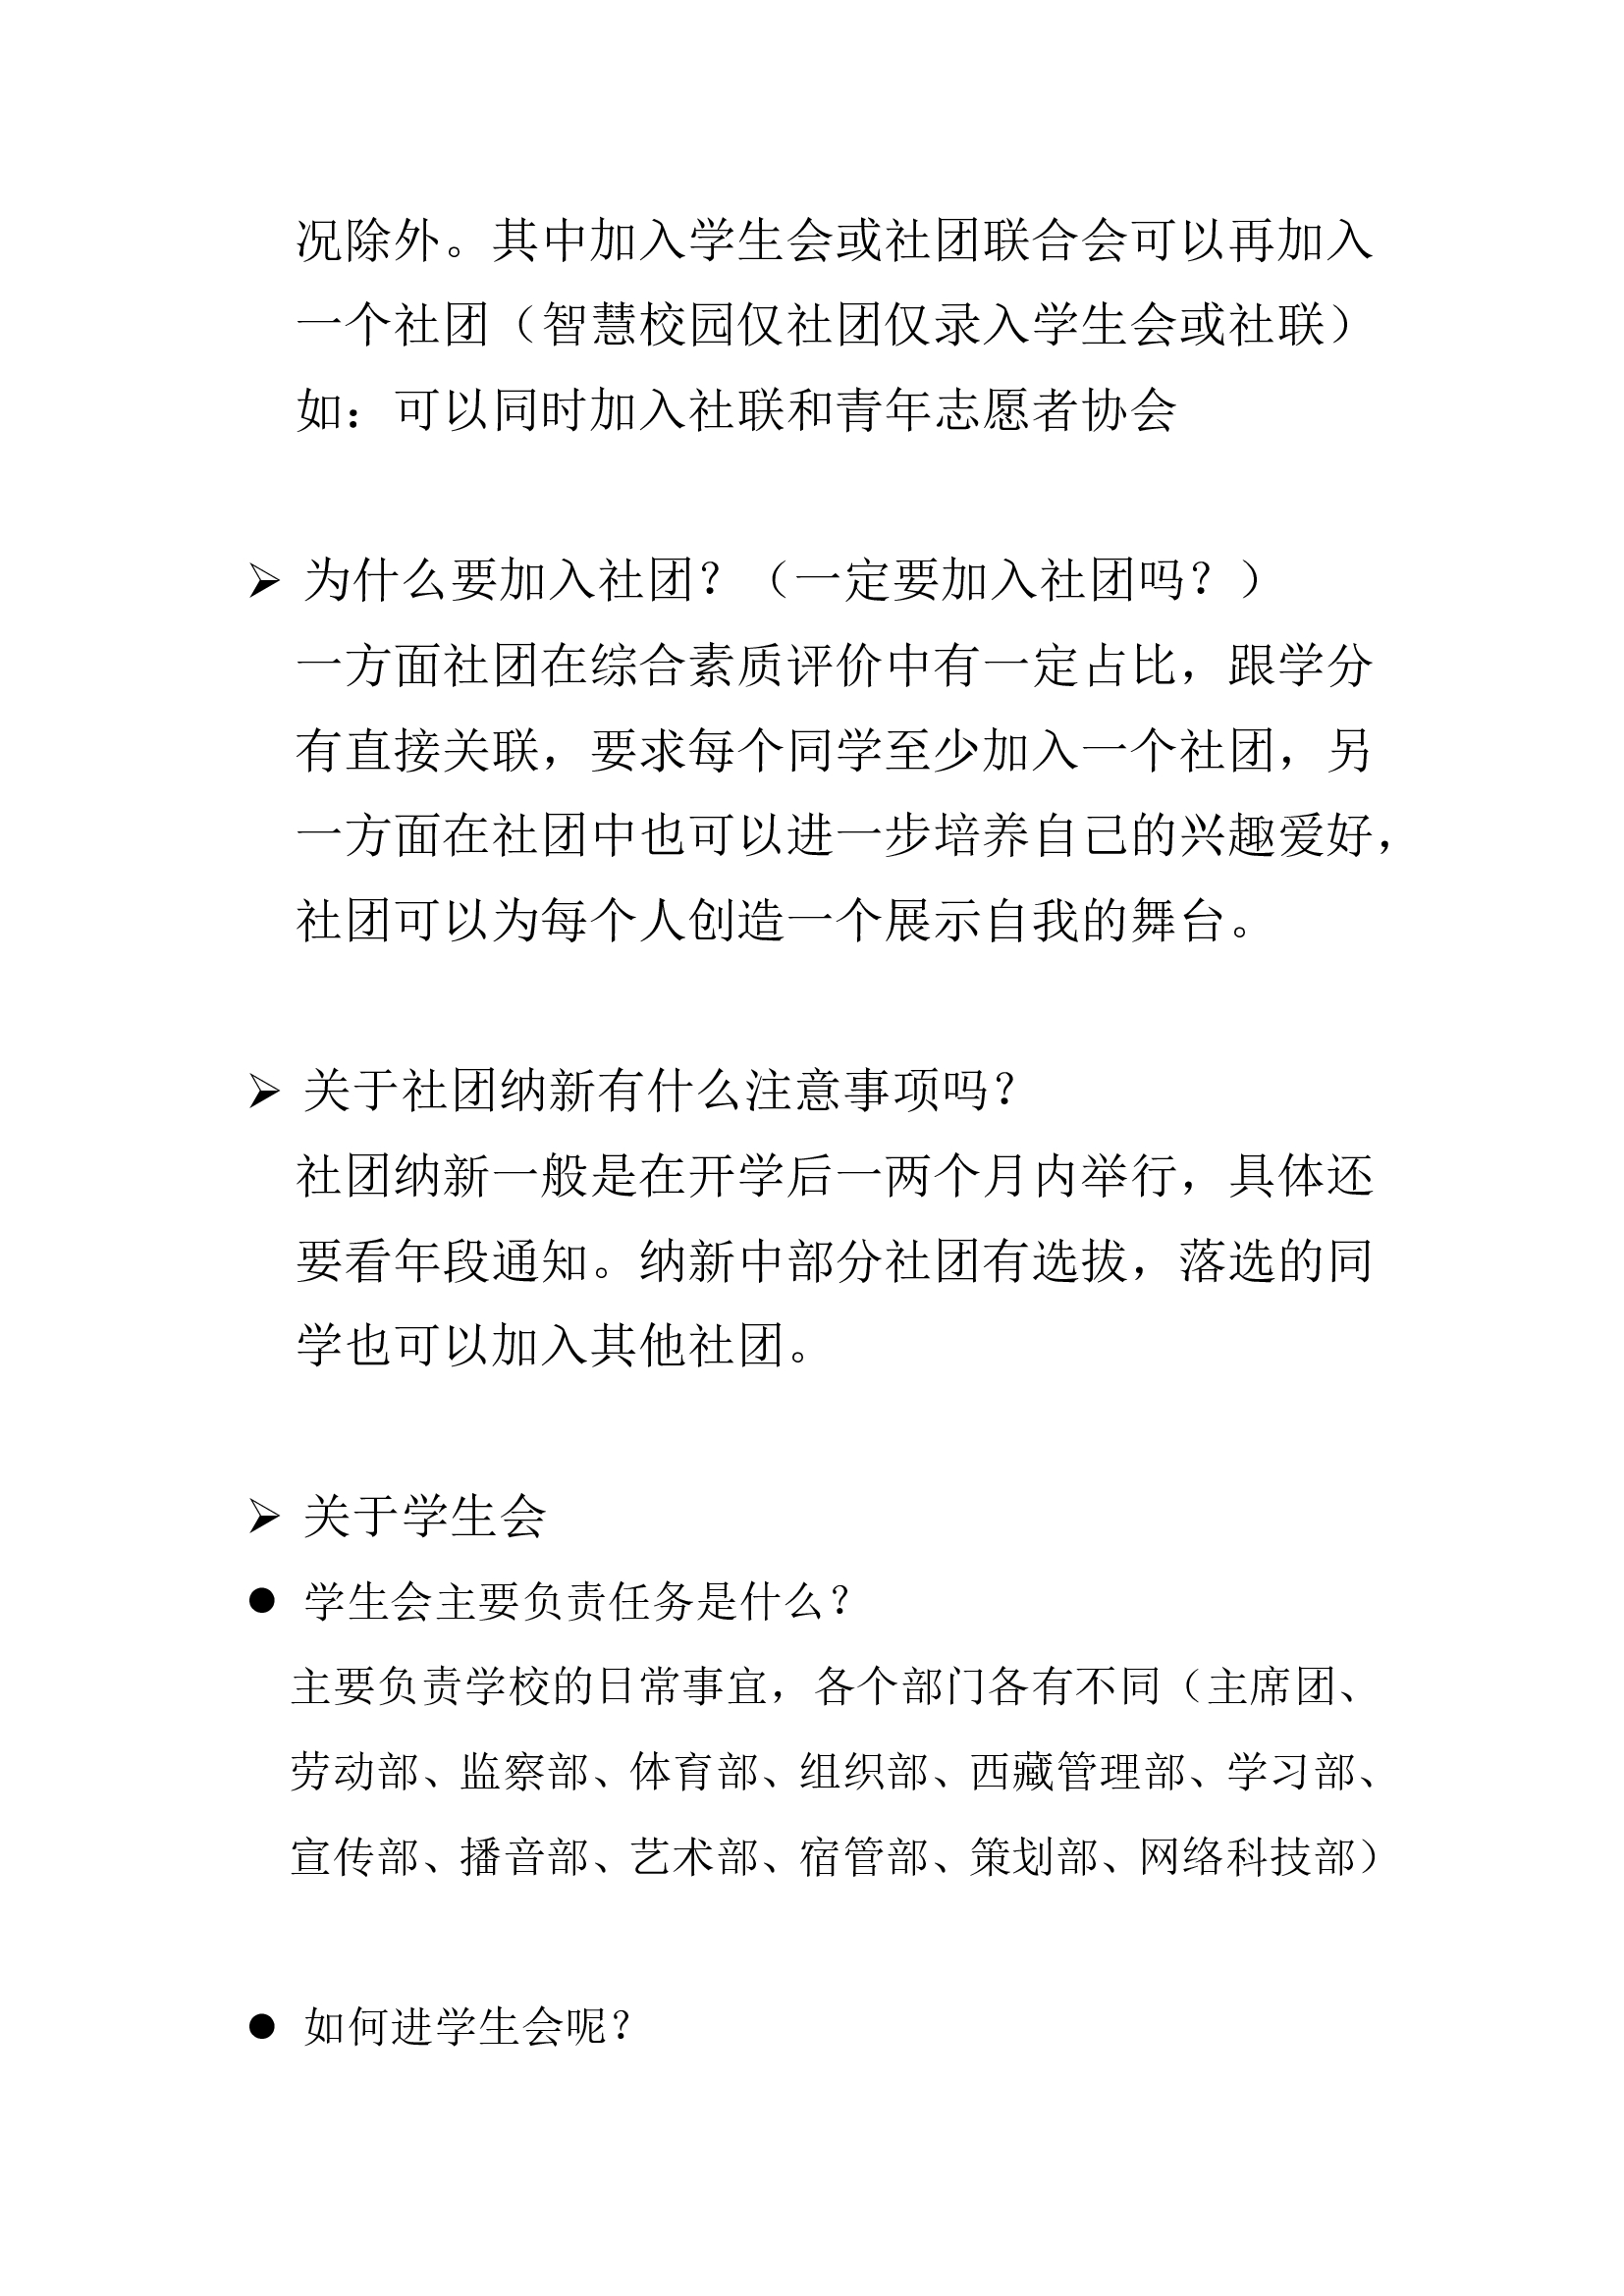 况除外。其中加入学生会或社团联合会可以再加入
一个社团（智慧校园仅社团仅录入学生会或社联）
如：可以同时加入社联和青年志愿者协会
➢ 为什么要加入社团？（一定要加入社团吗？）
一方面社团在综合素质评价中有一定占比，跟学分
有直接关联，要求每个同学至少加入一个社团，另
一方面在社团中也可以进一步培养自己的兴趣爱好，
社团可以为每个人创造一个展示自我的舞台。
➢ 关于社团纳新有什么注意事项吗？
社团纳新一般是在开学后一两个月内举行，具体还
要看年段通知。纳新中部分社团有选拔，落选的同
学也可以加入其他社团。
➢ 关于学生会
● 学生会主要负责任务是什么？
主要负责学校的日常事宜，各个部门各有不同（主席团、
劳动部、监察部、体育部、组织部、西藏管理部、学习部、
宣传部、播音部、艺术部、宿管部、策划部、网络科技部）
● 如何进学生会呢？